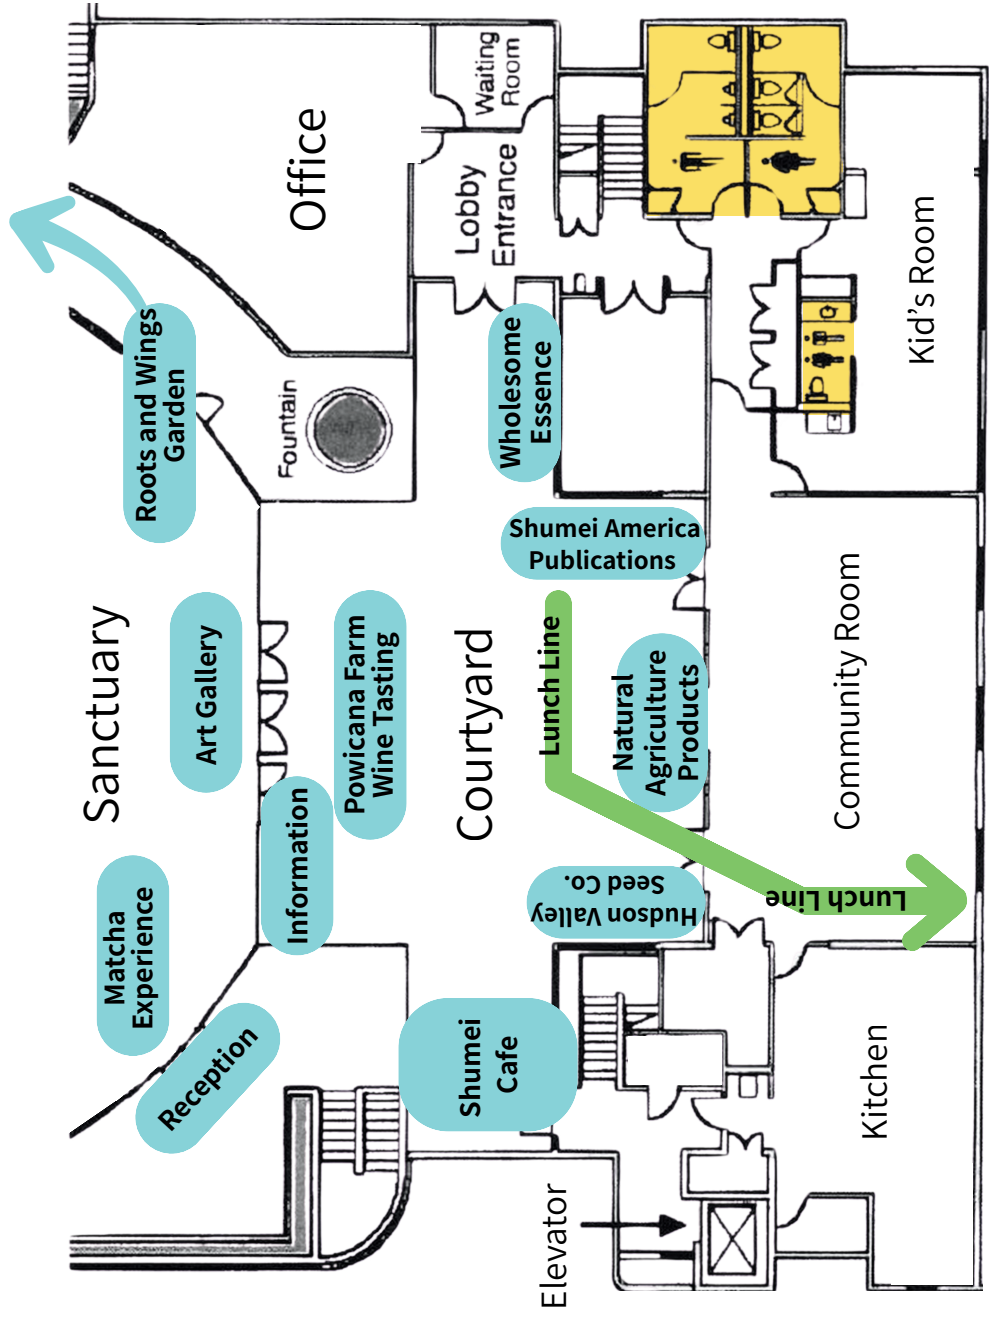 Waiting
Room
Office
Lobby
Entrance
Kid's Room
Roots and Wings
Garden
Fountain
Wholesome
Essence
Shumei America
Publications
Sanctuary
Art Gallery
Powicana Farm
Wine Tasting
Courtyard
Lunch Line
Natural
Agriculture
Products
Community Room
Information
Matcha
Experience
Hudson Valley
Seed Co.
Lunch Line
Reception
Shumei
Cafe
Kitchen
Elevator